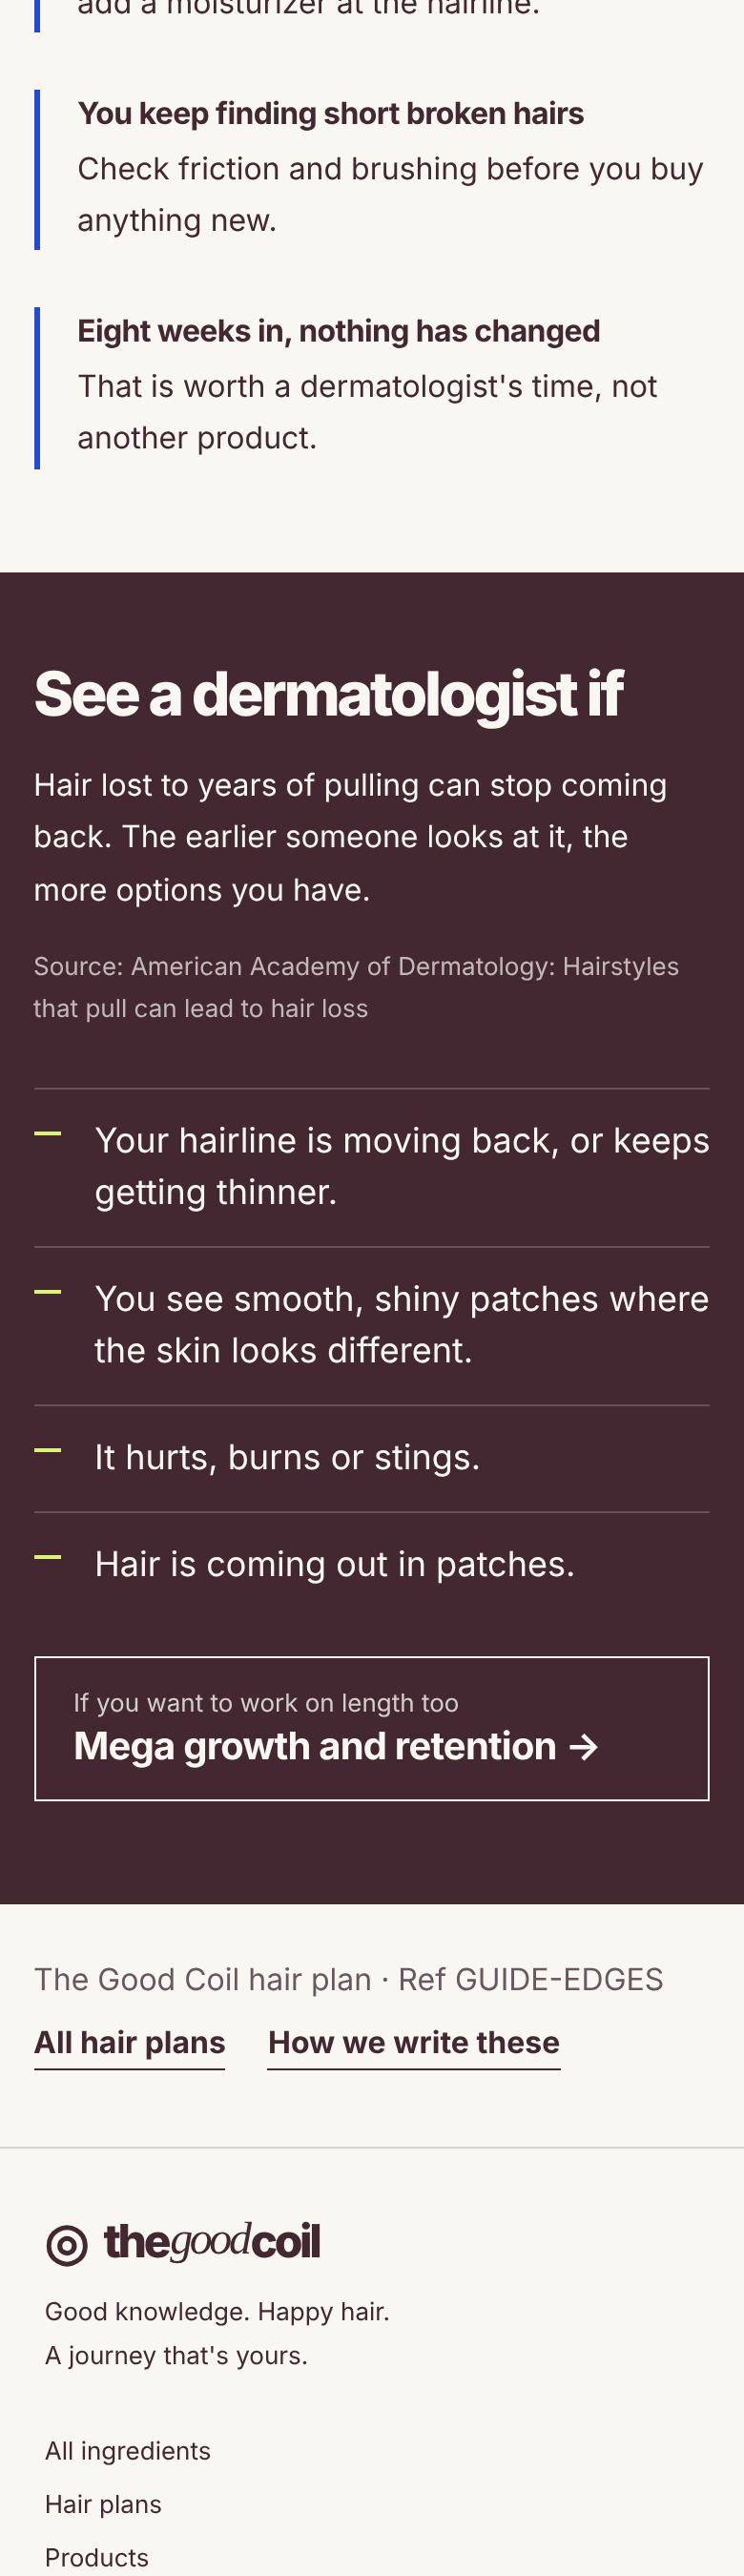 add a moisturizer at the hairline.
You keep finding short broken hairs
Check friction and brushing before you buy
anything new.
Eight weeks in, nothing has changed
That is worth a dermatologist's time, not
another product.
See a dermatologist if
Hair lost to years of pulling can stop coming
back. The earlier someone looks at it, the
more options you have.
Source: American Academy of Dermatology: Hairstyles
that pull can lead to hair loss
Your hairline is moving back, or keeps
getting thinner.
You see smooth, shiny patches where
the skin looks different.
It hurts, burns or stings.
Hair is coming out in patches.
If you want to work on length too
Mega growth and retention →
The Good Coil hair plan · Ref GUIDE-EDGES
All hair plans How we write these
thegoodcoil
Good knowledge. Happy hair.
A journey that's yours.
All ingredients
Hair plans
Products